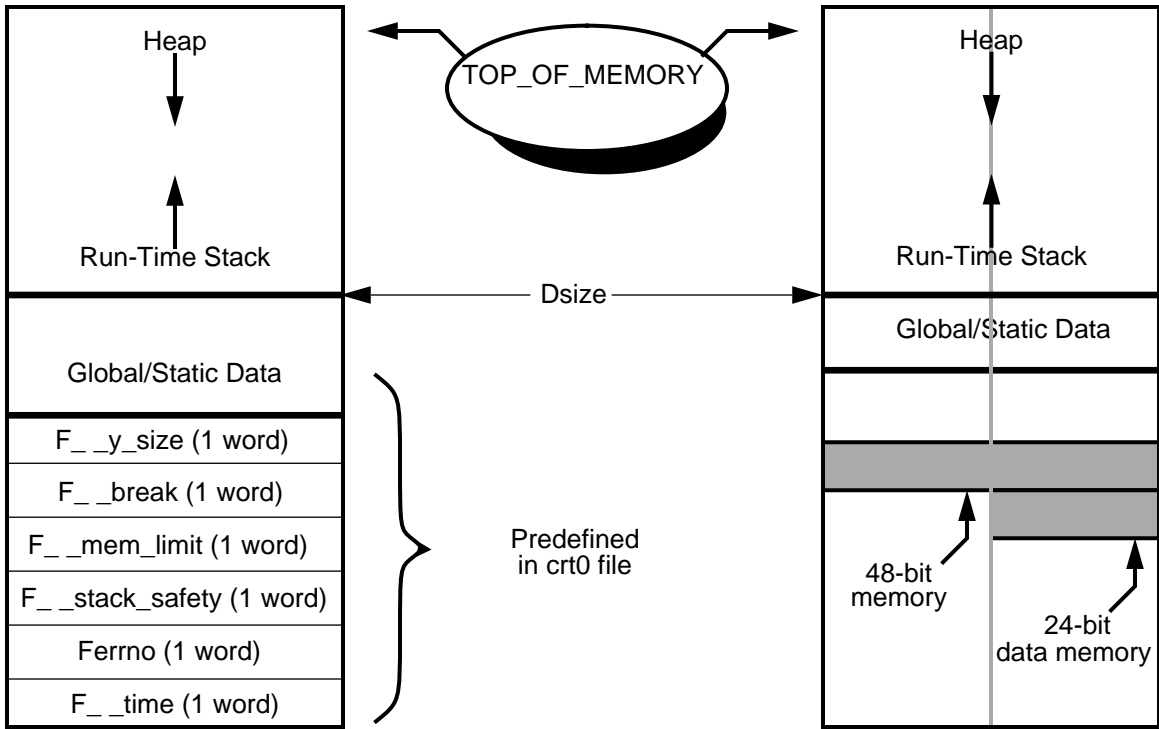 Heap
Run-Time Stack
Global/Static Data
F_ _y_size (1 word)
F_ _break (1 word)
F_ _mem_limit (1 word)
F_ _stack_safety (1 word)
Ferrno (1 word)
F_ _time (1 word)
TOP_OF_MEMORY
Dsize
Predefined
in crt0 file
Heap
Run-Time Stack
Global/Static Data
48-bit
memory
24-bit
data memory